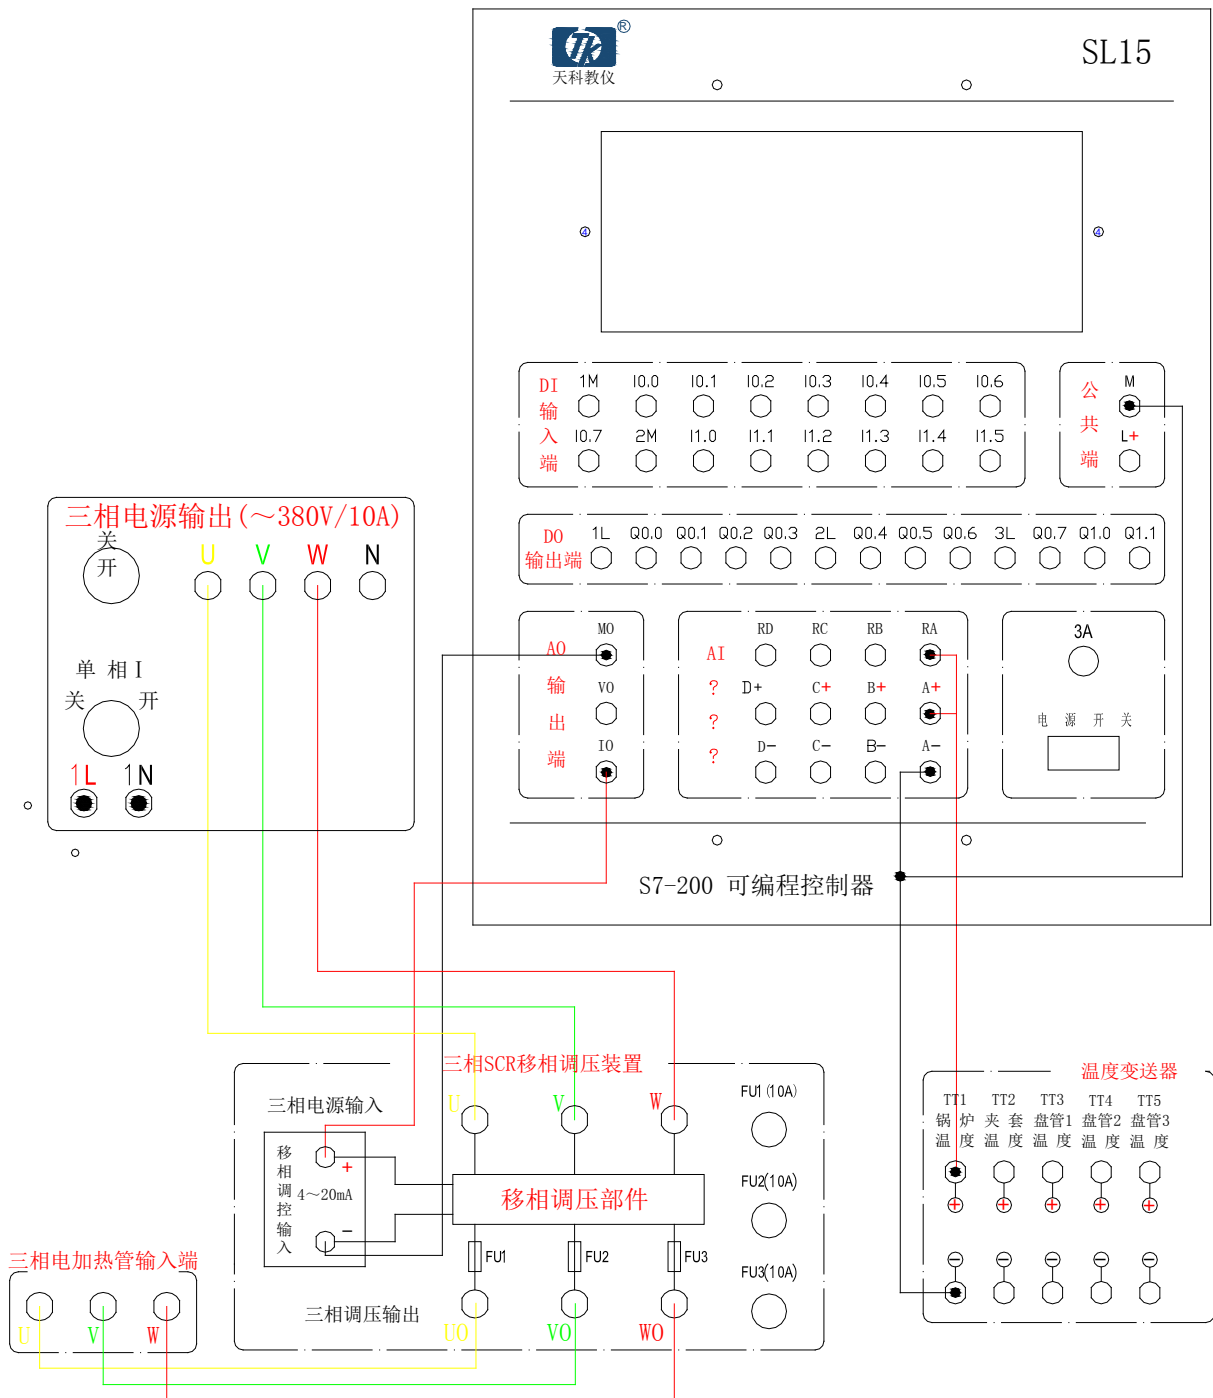 TK®
天科教仪
SL15
4
4
DI输入端
1M I0.0 I0.1 I0.2 I0.3 I0.4 I0.5 I0.6
I0.7 2M I1.0 I1.1 I1.2 I1.3 I1.4 I1.5
公共端
M
L+
DO
输出端
1L Q0.0 Q0.1 Q0.2 Q0.3 2L Q0.4 Q0.5 Q0.6 3L Q0.7 Q1.0 Q1.1
AO输出端
MO
VO
IO
AI???
RD RC RB RA
D+ C+ B+ A+
D- C- B- A-
3A
电源开关
S7-200 可编程控制器
三相电源输出(～380V/10A)
关
开
U V W N
单相I
关 开
1L 1N
三相SCR移相调压装置
三相电源输入
U V W
移相调控输入
+
4～20mA
-
移相调压部件
FU1 FU2 FU3
三相调压输出
UO VO WO
FU1(10A)
FU2(10A)
FU3(10A)
三相电加热管输入端
U V W
温度变送器
TT1 TT2 TT3 TT4 TT5
锅炉 夹套 盘管1 盘管2 盘管3
温度 温度 温度 温度 温度
+ + + + +
- - - - -